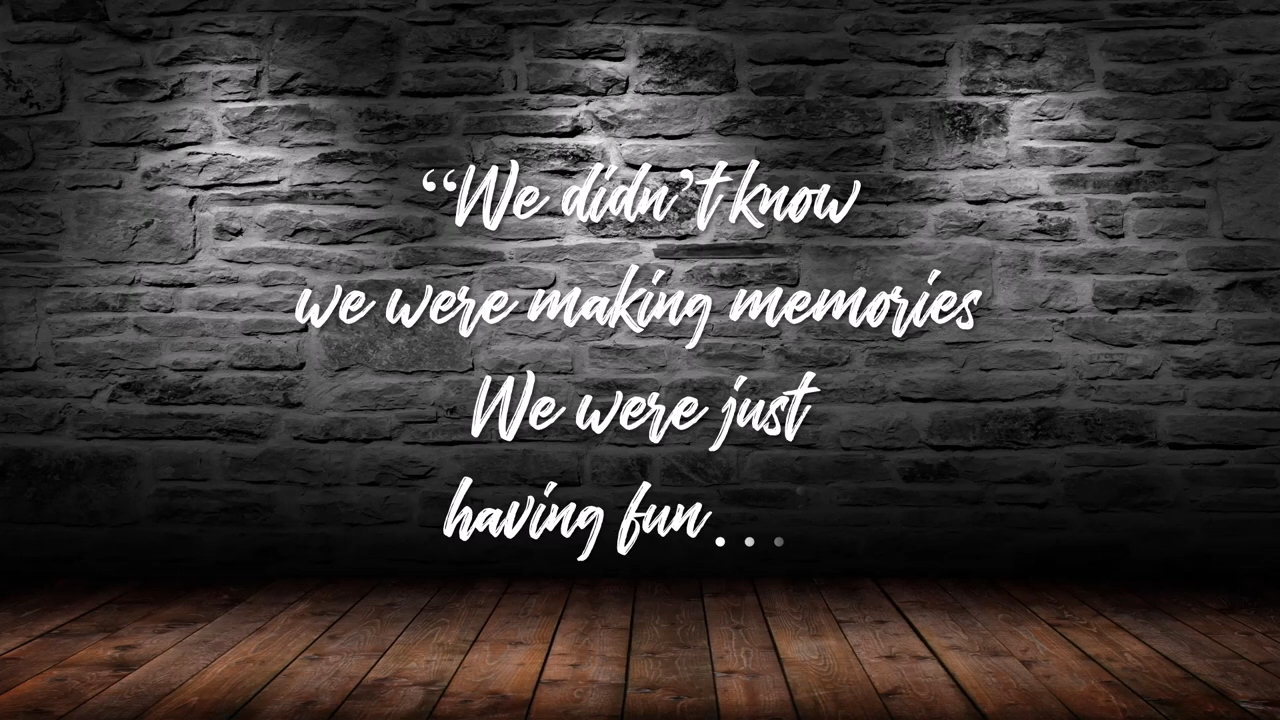 “We didn’t know
we were making memories
We were just
having fun . . .